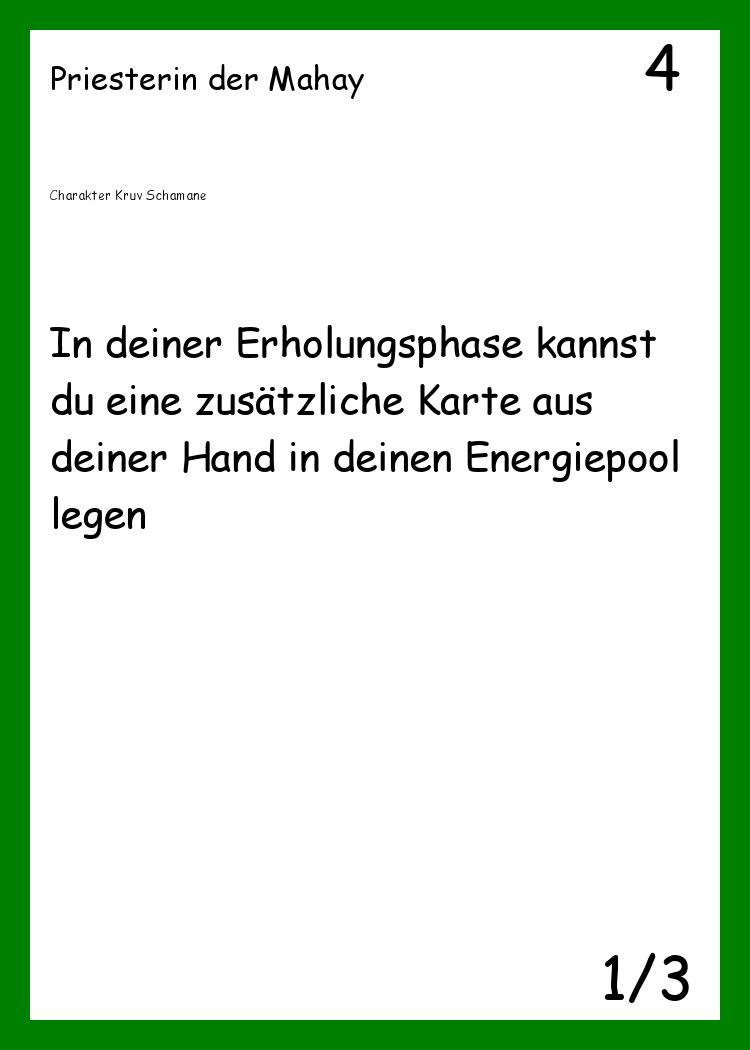 Priesterin der Mahay
4
Charakter Kruv Schamane
In deiner Erholungsphase kannst
du eine zusätzliche Karte aus
deiner Hand in deinen Energiepool
legen
1/3